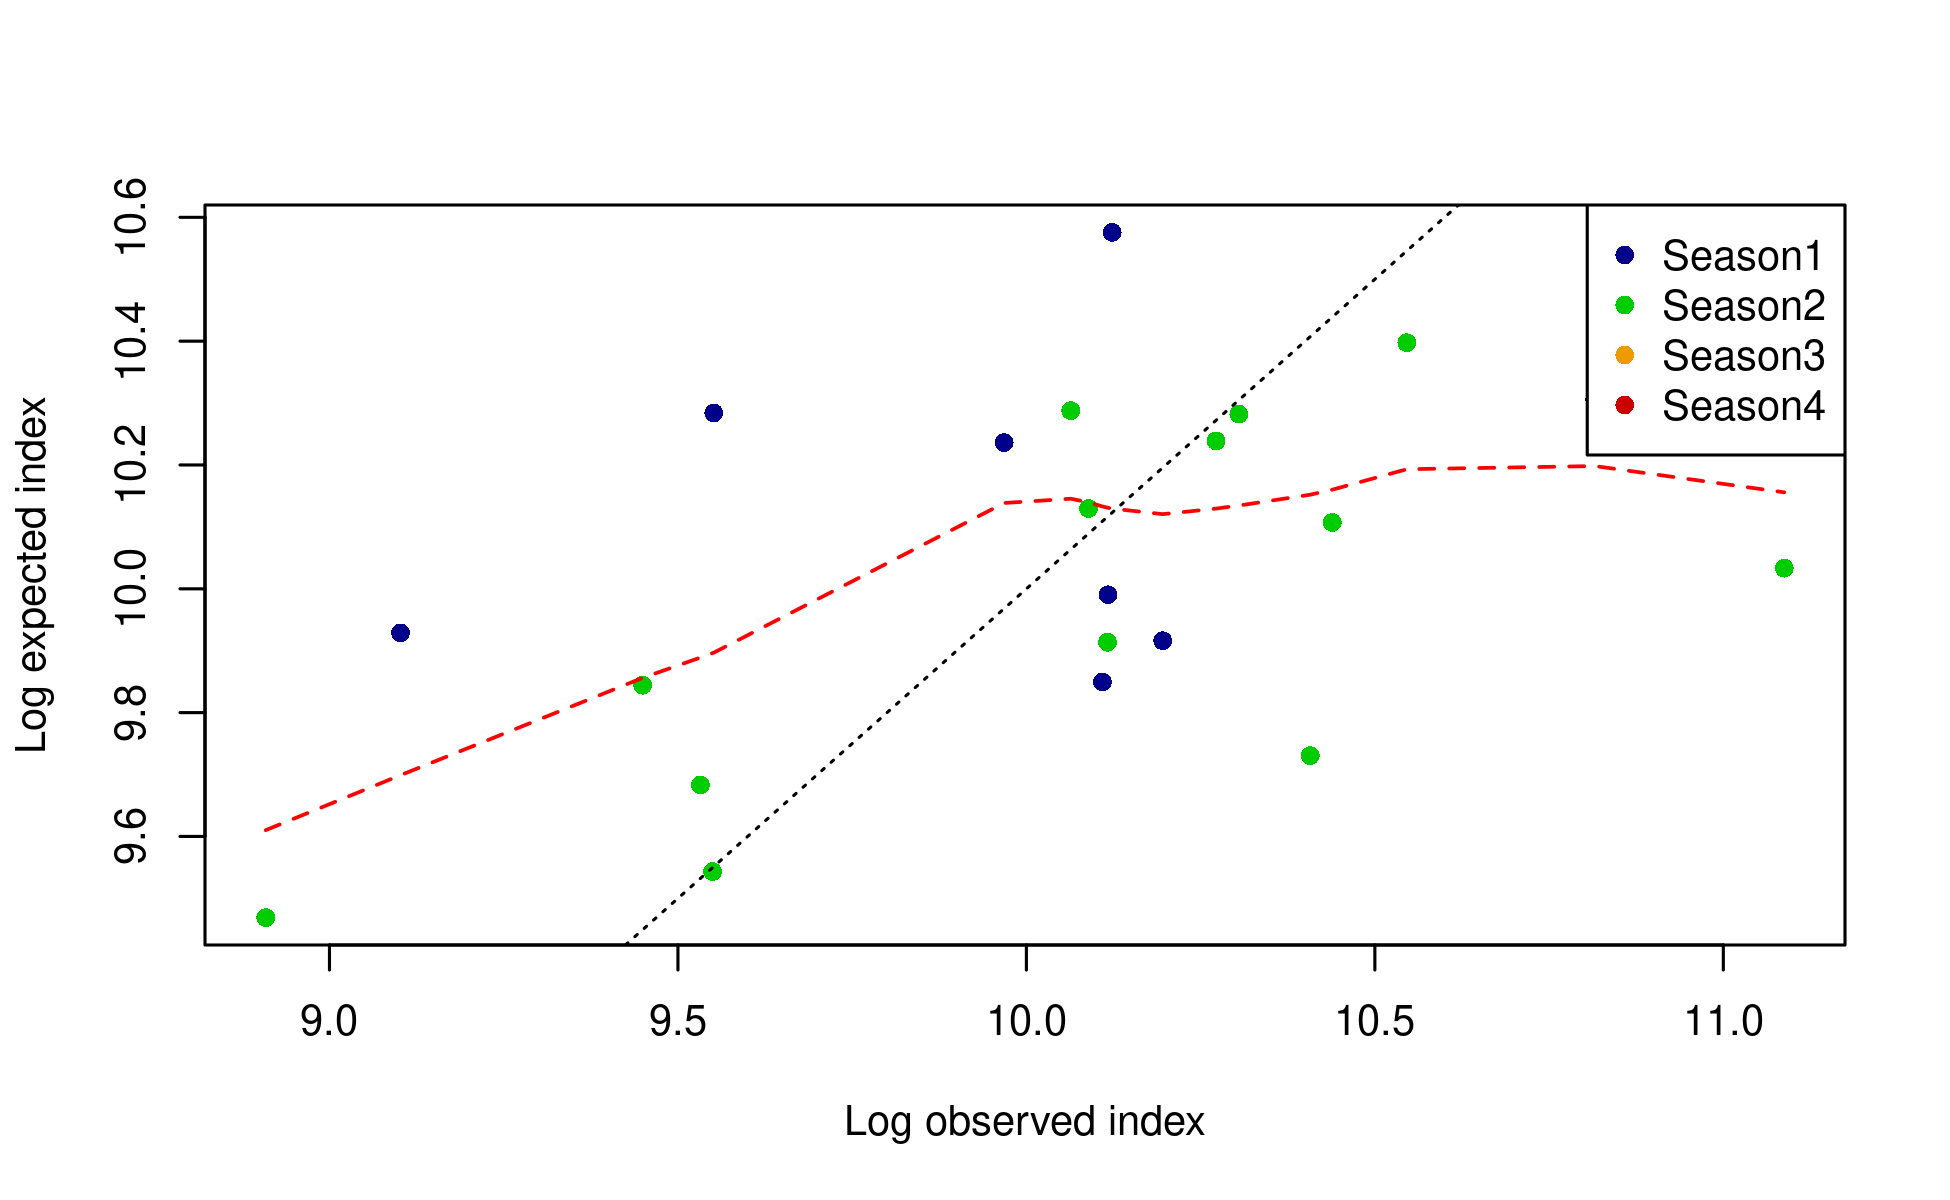 10.6
10.4
10.2
10.0
9.8
9.6
Log expected index
Season1
Season2
Season3
Season4
9.0 9.5 10.0 10.5 11.0
Log observed index